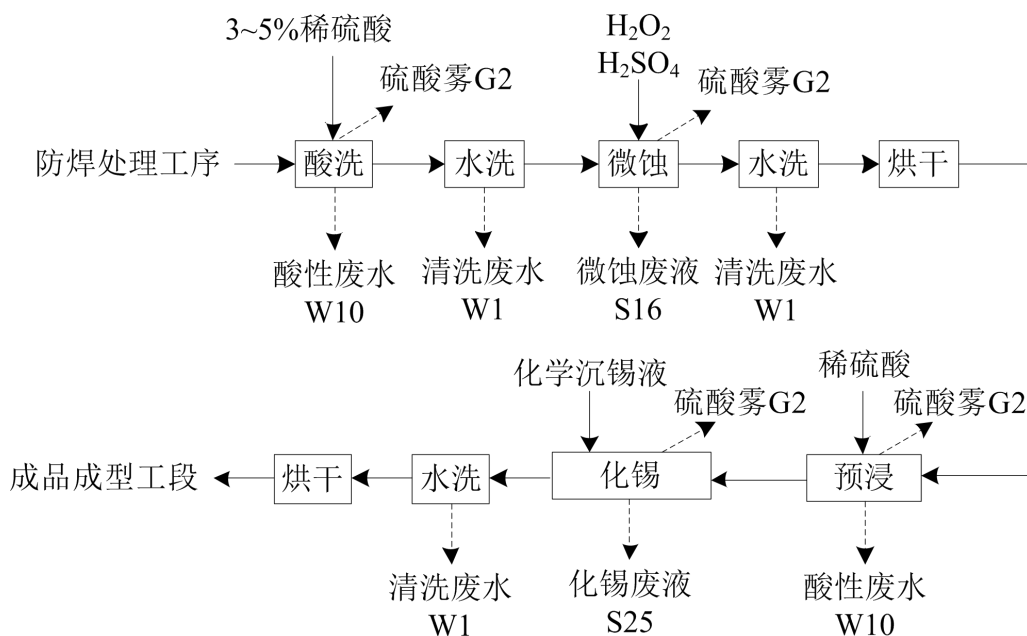 3~5%稀硫酸
硫酸雾G2
H₂O₂
H₂SO₄
硫酸雾G2
防焊处理工序
酸洗
水洗
微蚀
水洗
烘干
酸性废水
W10
清洗废水
W1
微蚀废液
S16
清洗废水
W1
化学沉锡液
硫酸雾G2
稀硫酸
硫酸雾G2
成品成型工段
烘干
水洗
化锡
预浸
清洗废水
W1
化锡废液
S25
酸性废水
W10